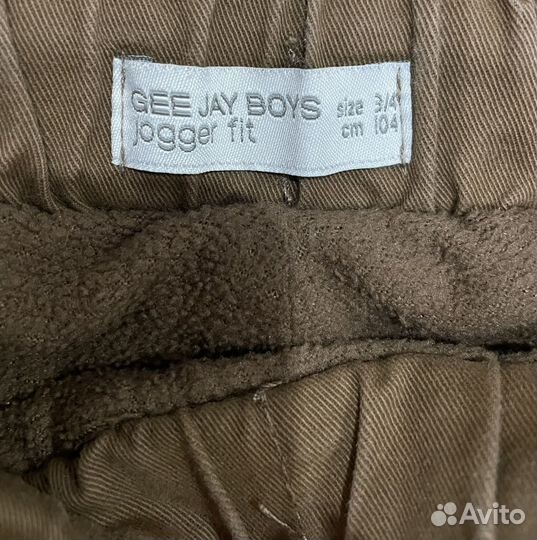 GEE JAY BOYS size 3/4
jogger fit cm 104
Avito